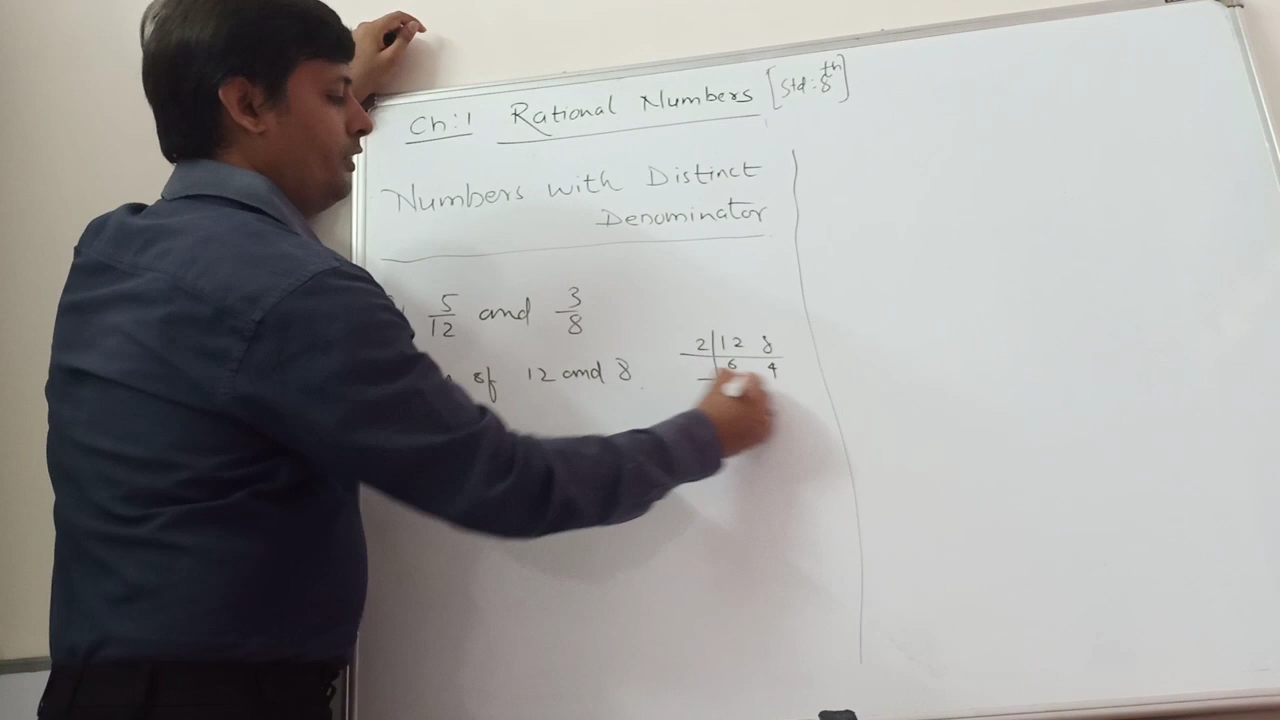 Ch:1 Rational Numbers [Std: 8th]
Numbers with Distinct
Denominator
5/12 and 3/8
of 12 and 8
2 | 12 8
6 4